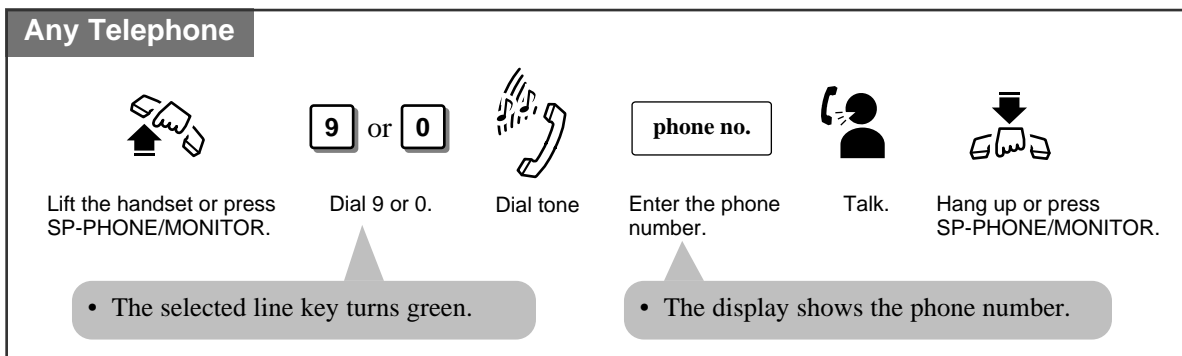 Any Telephone
9 or 0
phone no.
Lift the handset or press
SP-PHONE/MONITOR.
Dial 9 or 0.
Dial tone
Enter the phone
number.
Talk.
Hang up or press
SP-PHONE/MONITOR.
• The selected line key turns green.
• The display shows the phone number.